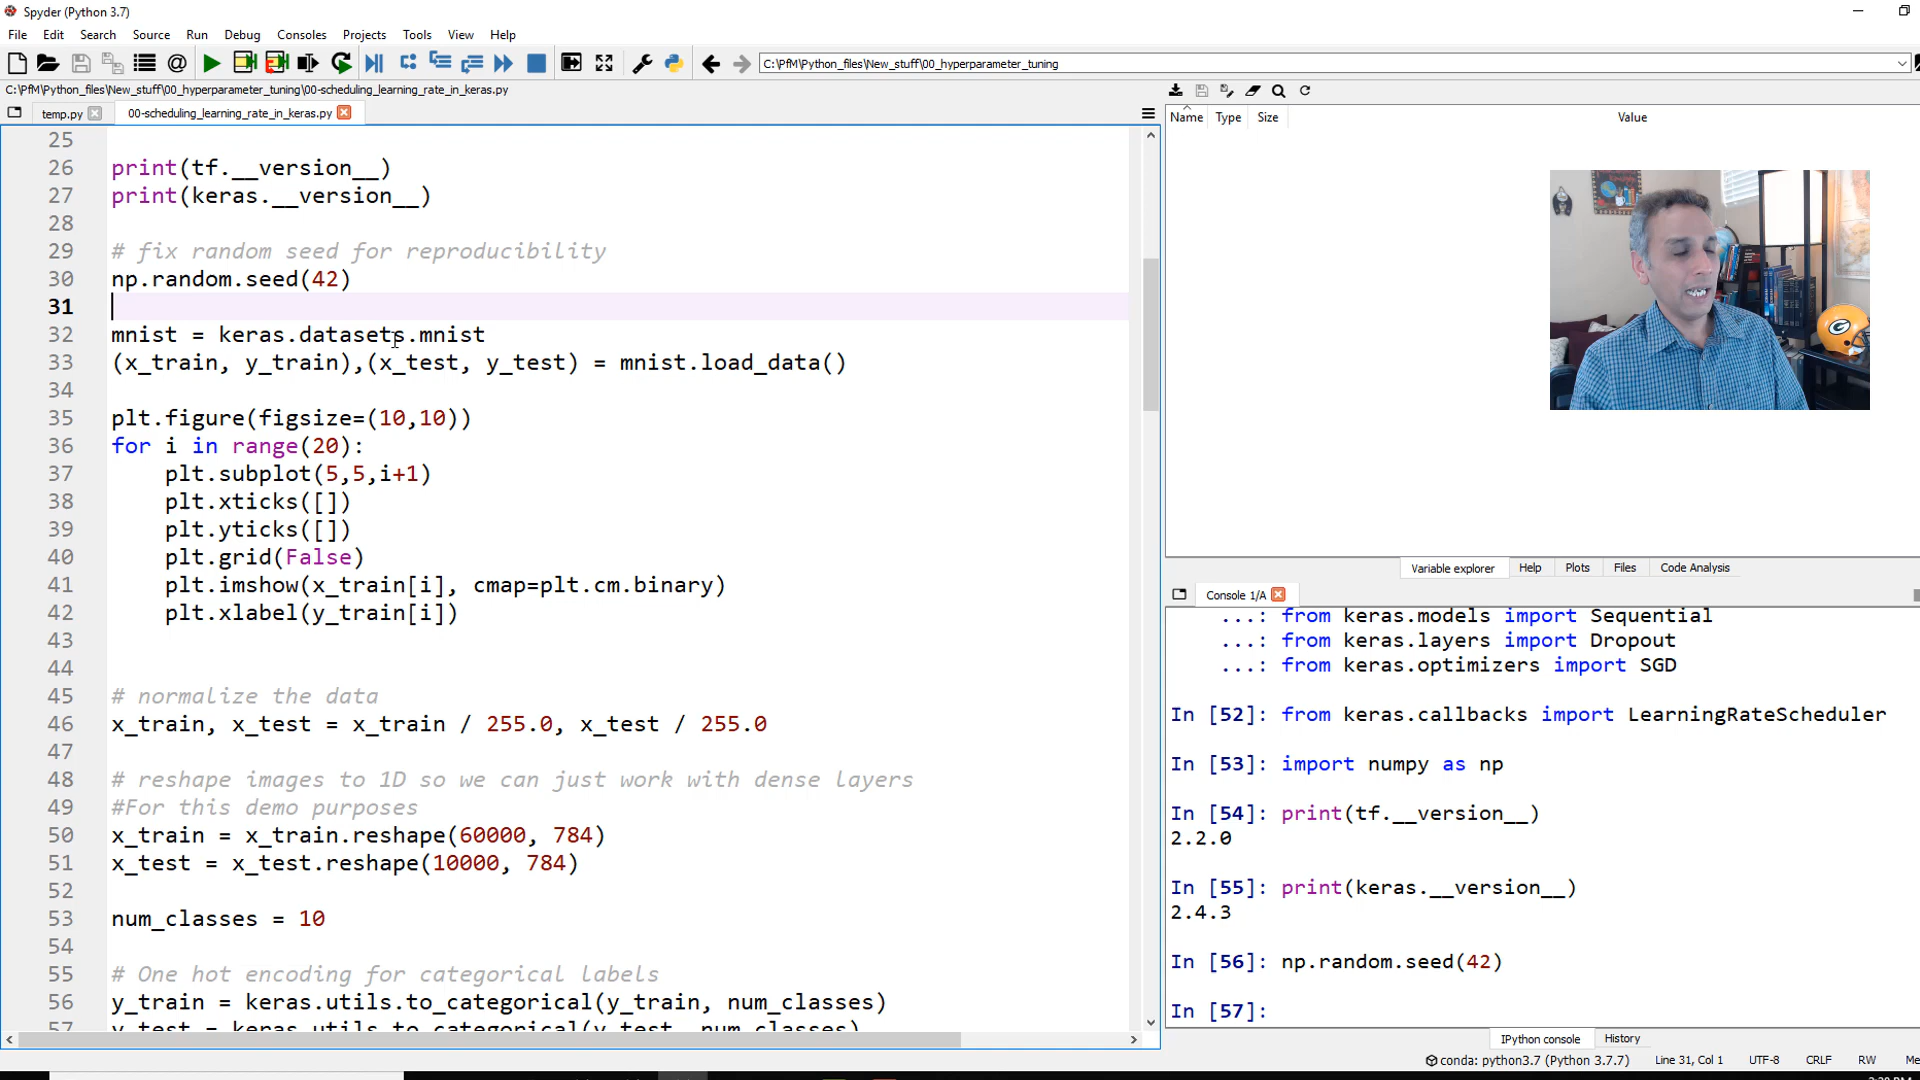 Spyder (Python 3.7)
File Edit Search Source Run Debug Consoles Projects Tools View Help
C:\PfM\Python_files\New_stuff\00_hyperparameter_tuning
C:\PfM\Python_files\New_stuff\00_hyperparameter_tuning\00-scheduling_learning_rate_in_keras.py
temp.py 00-scheduling_learning_rate_in_keras.py
25
26 print(tf.__version__)
27 print(keras.__version__)
28
29 # fix random seed for reproducibility
30 np.random.seed(42)
31
32 mnist = keras.datasets.mnist
33 (x_train, y_train),(x_test, y_test) = mnist.load_data()
34
35 plt.figure(figsize=(10,10))
36 for i in range(20):
37 plt.subplot(5,5,i+1)
38 plt.xticks([])
39 plt.yticks([])
40 plt.grid(False)
41 plt.imshow(x_train[i], cmap=plt.cm.binary)
42 plt.xlabel(y_train[i])
43
44
45 # normalize the data
46 x_train, x_test = x_train / 255.0, x_test / 255.0
47
48 # reshape images to 1D so we can just work with dense layers
49 #For this demo purposes
50 x_train = x_train.reshape(60000, 784)
51 x_test = x_test.reshape(10000, 784)
52
53 num_classes = 10
54
55 # One hot encoding for categorical labels
56 y_train = keras.utils.to_categorical(y_train, num_classes)
57 y_test = keras.utils.to_categorical(y_test, num_classes)
Name Type Size Value
Variable explorer Help Plots Files Code Analysis
Console 1/A
...: from keras.models import Sequential
...: from keras.layers import Dropout
...: from keras.optimizers import SGD
In [52]: from keras.callbacks import LearningRateScheduler
In [53]: import numpy as np
In [54]: print(tf.__version__)
2.2.0
In [55]: print(keras.__version__)
2.4.3
In [56]: np.random.seed(42)
In [57]:
IPython console History
conda: python3.7 (Python 3.7.7) Line 31, Col 1 UTF-8 CRLF RW Me